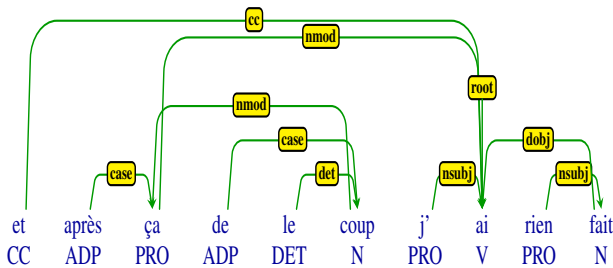 cc
nmod
root
nmod
case dobj
case det nsubj nsubj
et après ça de le coup j' ai rien fait
CC ADP PRO ADP DET N PRO V PRO N